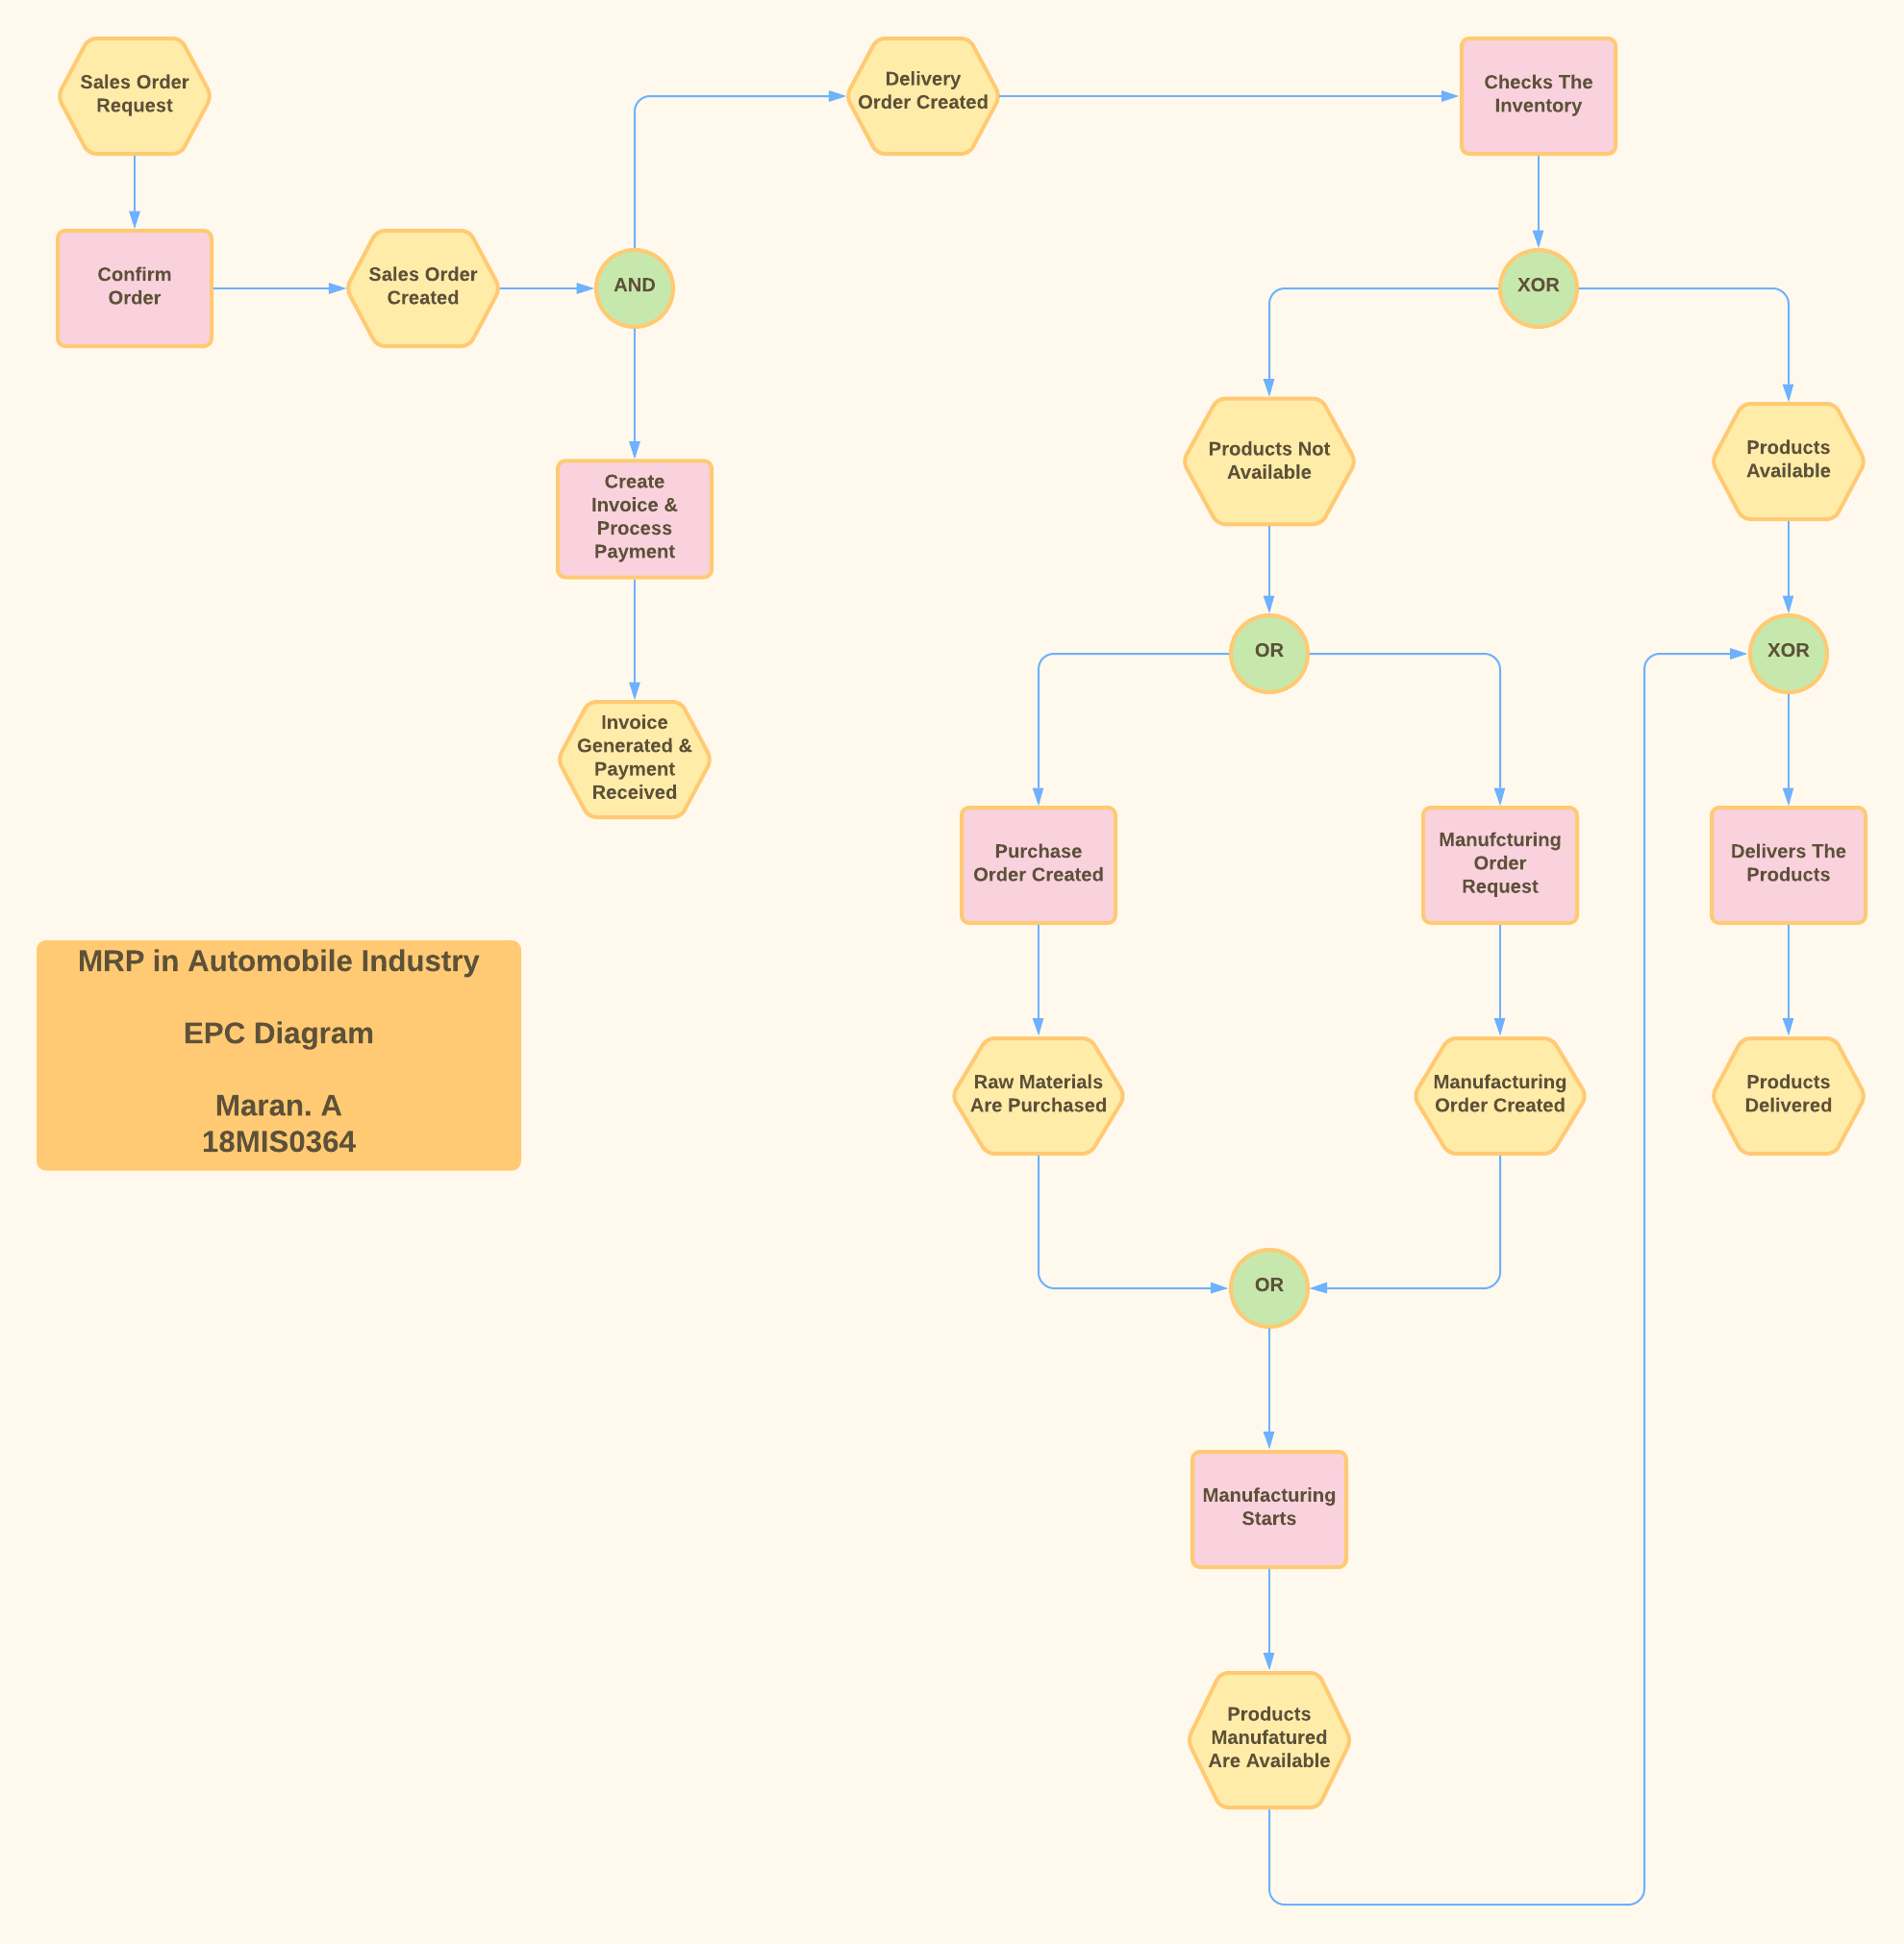 Sales Order
Request
Delivery
Order Created
Checks The
Inventory
Confirm
Order
Sales Order
Created
AND
XOR
Products Not
Available
Products
Available
Create
Invoice &
Process
Payment
OR
XOR
Invoice
Generated &
Payment
Received
Purchase
Order Created
Manufcturing
Order
Request
Delivers The
Products
MRP in Automobile Industry
EPC Diagram
Maran. A
18MIS0364
Raw Materials
Are Purchased
Manufacturing
Order Created
Products
Delivered
OR
Manufacturing
Starts
Products
Manufatured
Are Available